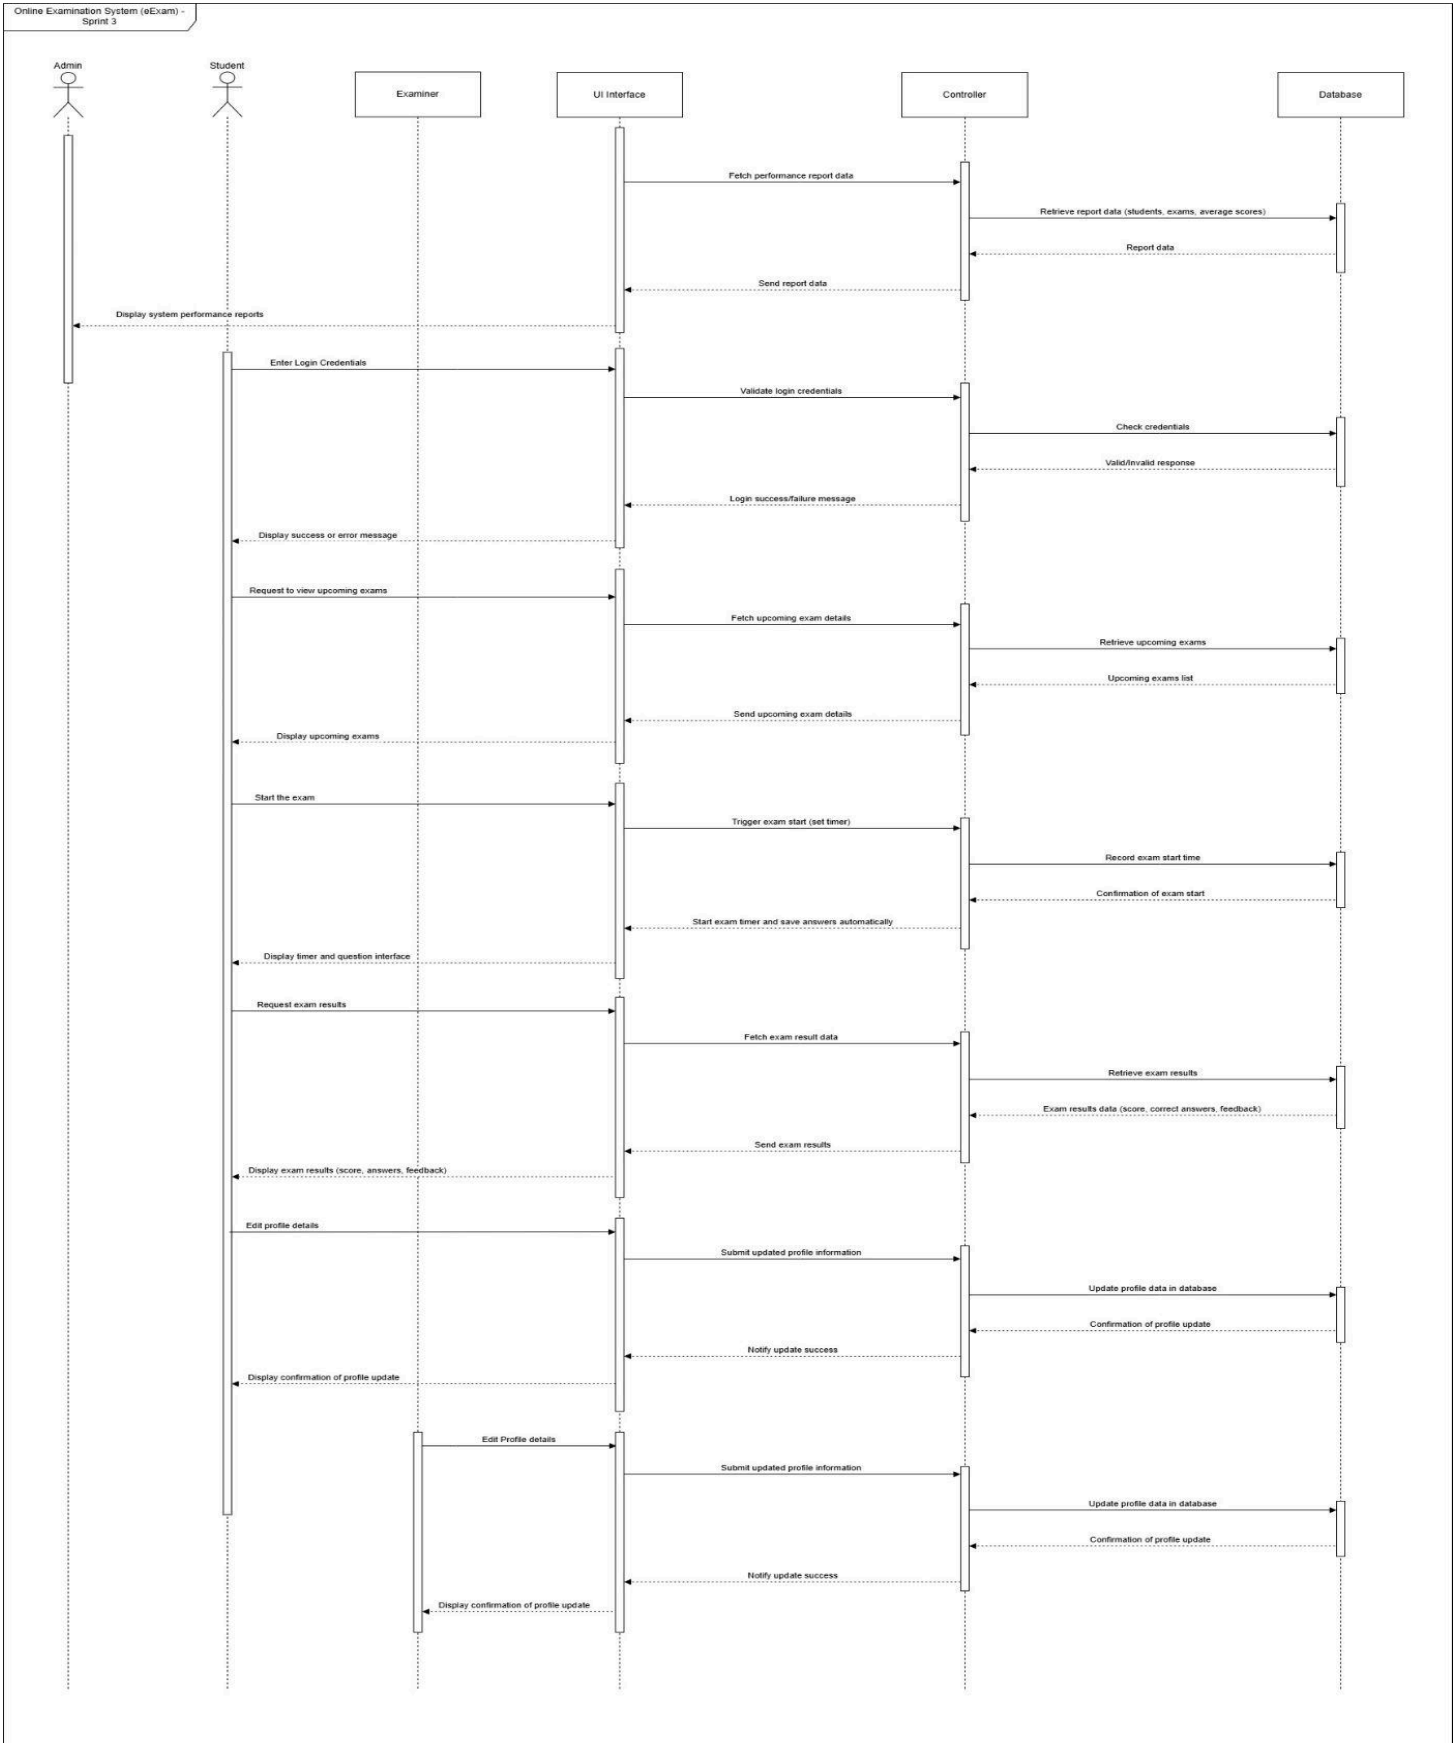 Online Examination System (eExam) -
Sprint 3
Admin
Student
Examiner
UI Interface
Controller
Database
Fetch performance report data
Retrieve report data (students, exams, average scores)
Report data
Send report data
Display system performance reports
Enter Login Credentials
Validate login credentials
Check credentials
Valid/Invalid response
Login success/failure message
Display success or error message
Request to view upcoming exams
Fetch upcoming exam details
Retrieve upcoming exams
Upcoming exams list
Send upcoming exam details
Display upcoming exams
Start the exam
Trigger exam start (set timer)
Record exam start time
Confirmation of exam start
Start exam timer and save answers automatically
Display timer and question interface
Request exam results
Fetch exam result data
Retrieve exam results
Exam results data (score, correct answers, feedback)
Send exam results
Display exam results (score, answers, feedback)
Edit profile details
Submit updated profile information
Update profile data in database
Confirmation of profile update
Notify update success
Display confirmation of profile update
Edit Profile details
Submit updated profile information
Update profile data in database
Confirmation of profile update
Notify update success
Display confirmation of profile update